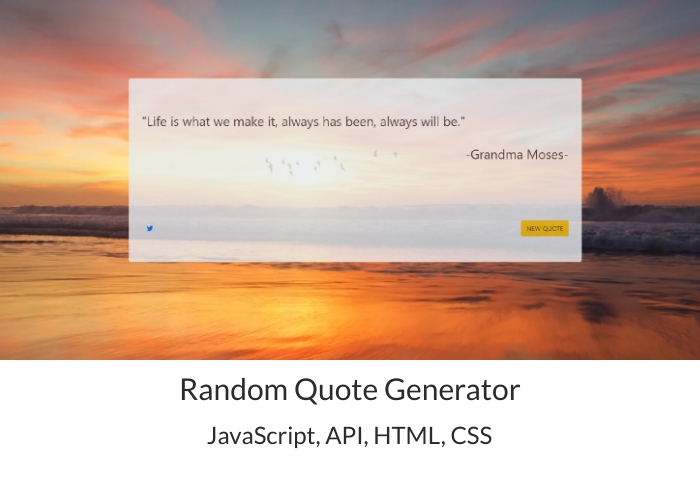 "Life is what we make it, always has been, always will be."
-Grandma Moses-
NEW QUOTE
Random Quote Generator
JavaScript, API, HTML, CSS